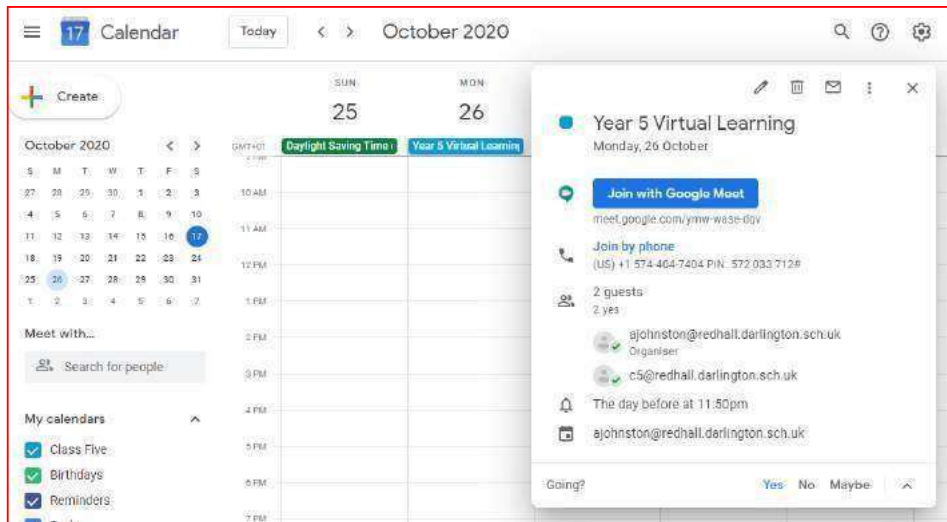 17 Calendar Today October 2020
Create
SUN MON
25 26
GMT+01 Daylight Saving Time Year 5 Virtual Learning
October 2020
S M T W T F S
27 28 29 30 1 2 3
4 5 6 7 8 9 10
11 12 13 14 15 16 17
18 19 20 21 22 23 24
25 26 27 28 29 30 31
1 2 3 4 5 6 7
Meet with...
Search for people
My calendars
Class Five
Birthdays
Reminders
10 AM
11 AM
12 PM
1 PM
2 PM
3 PM
4 PM
5 PM
6 PM
7 PM
Year 5 Virtual Learning
Monday, 26 October
Join with Google Meet
Join by phone
(US) +1 574-404-7404 PIN: 572 033 712#
2 guests
2 yes
ajohnston@redhall.darlington.sch.uk
Organiser
c5@redhall.darlington.sch.uk
The day before at 11:50pm
ajohnston@redhall.darlington.sch.uk
Going? Yes No Maybe